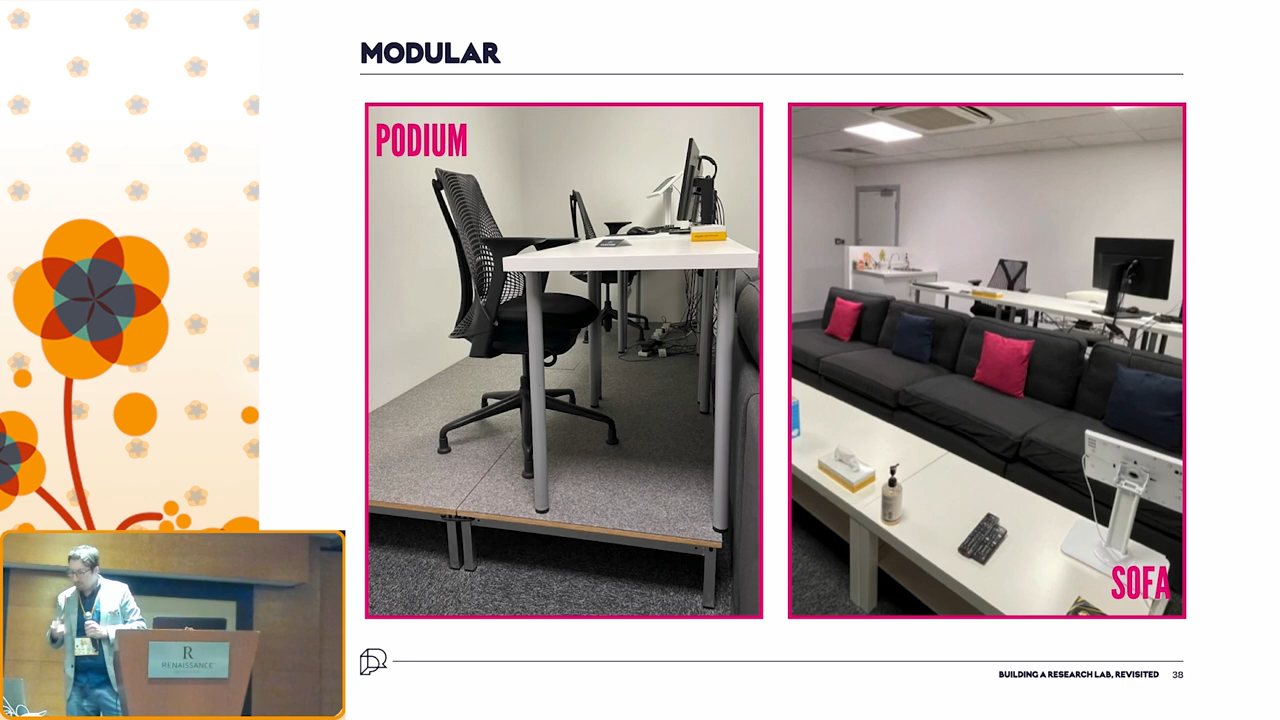 MODULAR
PODIUM
SOFA
BUILDING A RESEARCH LAB, REVISITED 38
R
RENAISSANCE